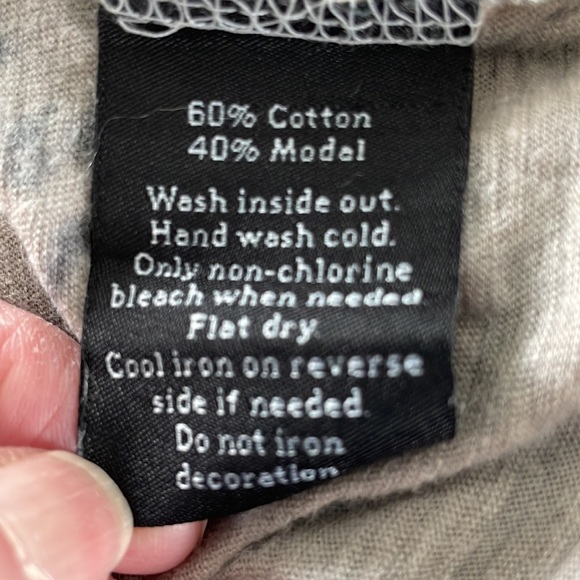 60% Cotton
40% Modal
Wash inside out.
Hand wash cold.
Only non-chlorine
bleach when needed
Flat dry
Cool iron on reverse
side if needed.
Do not iron
decoration